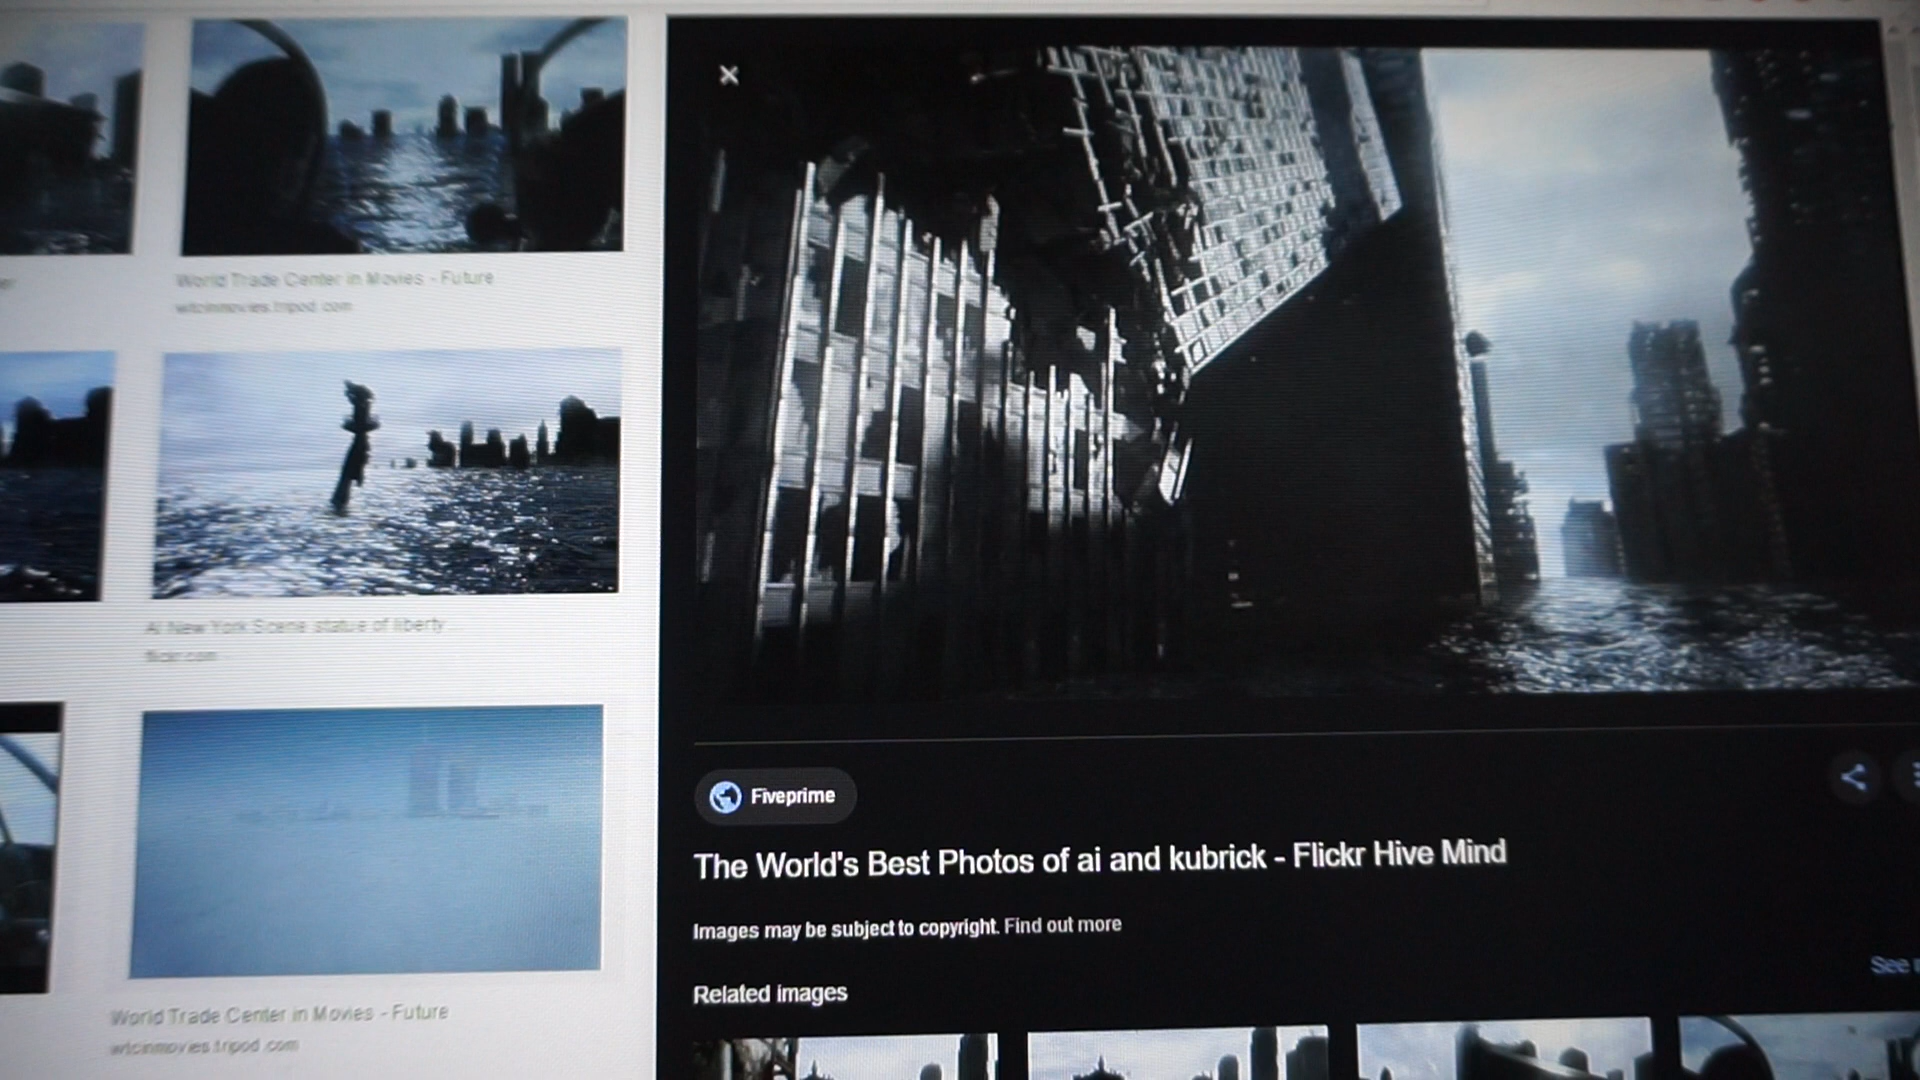 World Trade Center in Movies - Future
wtcinmovies.tripod.com
AI New York Scene statue of liberty ...
flickr.com
World Trade Center in Movies - Future
wtcinmovies.tripod.com
Fiveprime
The World's Best Photos of ai and kubrick - Flickr Hive Mind
Images may be subject to copyright. Find out more
See
Related images